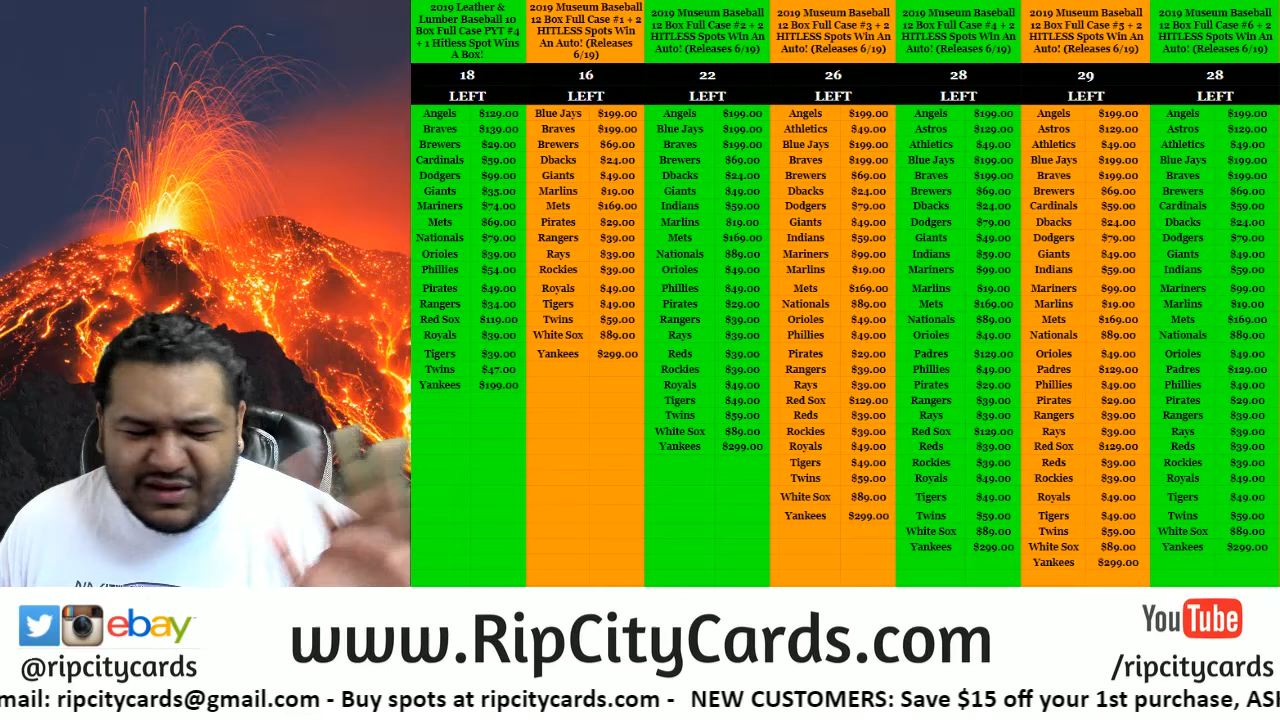 2019 Leather &
Lumber Baseball 10
Box Full Case PYT #4
+ 1 Hitless Spot Wins
A Box!
18
LEFT
Angels $129.00
Braves $139.00
Brewers $29.00
Cardinals $59.00
Dodgers $99.00
Giants $35.00
Mariners $74.00
Mets $69.00
Nationals $79.00
Orioles $39.00
Phillies $54.00
Pirates $49.00
Rangers $34.00
Red Sox $119.00
Royals $39.00
Tigers $39.00
Twins $47.00
Yankees $199.00
2019 Museum Baseball
12 Box Full Case #1 + 2
HITLESS Spots Win
An Auto! (Releases
6/19)
16
LEFT
Blue Jays $199.00
Braves $199.00
Brewers $69.00
Dbacks $24.00
Giants $49.00
Marlins $19.00
Mets $169.00
Pirates $29.00
Rangers $39.00
Rays $39.00
Rockies $39.00
Royals $49.00
Tigers $49.00
Twins $59.00
White Sox $89.00
Yankees $299.00
2019 Museum Baseball
12 Box Full Case #2 + 2
HITLESS Spots Win An
Auto! (Releases 6/19)
22
LEFT
Angels $199.00
Blue Jays $199.00
Braves $199.00
Brewers $69.00
Dbacks $24.00
Giants $49.00
Indians $59.00
Marlins $19.00
Mets $169.00
Nationals $89.00
Orioles $49.00
Phillies $49.00
Pirates $29.00
Rangers $39.00
Rays $39.00
Reds $39.00
Rockies $39.00
Royals $49.00
Tigers $49.00
Twins $59.00
White Sox $89.00
Yankees $299.00
2019 Museum Baseball
12 Box Full Case #3 + 2
HITLESS Spots Win An
Auto! (Releases 6/19)
26
LEFT
Angels $199.00
Athletics $49.00
Blue Jays $199.00
Braves $199.00
Brewers $69.00
Dbacks $24.00
Dodgers $79.00
Giants $49.00
Indians $59.00
Mariners $99.00
Marlins $19.00
Mets $169.00
Nationals $89.00
Orioles $49.00
Phillies $49.00
Pirates $29.00
Rangers $39.00
Rays $39.00
Red Sox $129.00
Reds $39.00
Rockies $39.00
Royals $49.00
Tigers $49.00
Twins $59.00
White Sox $89.00
Yankees $299.00
2019 Museum Baseball
12 Box Full Case #4 + 2
HITLESS Spots Win An
Auto! (Releases 6/19)
28
LEFT
Angels $199.00
Astros $129.00
Athletics $49.00
Blue Jays $199.00
Braves $199.00
Brewers $69.00
Dbacks $24.00
Dodgers $79.00
Giants $49.00
Indians $59.00
Mariners $99.00
Marlins $19.00
Mets $169.00
Nationals $89.00
Orioles $49.00
Padres $129.00
Phillies $49.00
Pirates $29.00
Rangers $39.00
Rays $39.00
Red Sox $129.00
Reds $39.00
Rockies $39.00
Royals $49.00
Tigers $49.00
Twins $59.00
White Sox $89.00
Yankees $299.00
2019 Museum Baseball
12 Box Full Case #5 + 2
HITLESS Spots Win An
Auto! (Releases 6/19)
29
LEFT
Angels $199.00
Astros $129.00
Athletics $49.00
Blue Jays $199.00
Braves $199.00
Brewers $69.00
Cardinals $59.00
Dbacks $24.00
Dodgers $79.00
Giants $49.00
Indians $59.00
Mariners $99.00
Marlins $19.00
Mets $169.00
Nationals $89.00
Orioles $49.00
Padres $129.00
Phillies $49.00
Pirates $29.00
Rangers $39.00
Rays $39.00
Red Sox $129.00
Reds $39.00
Rockies $39.00
Royals $49.00
Tigers $49.00
Twins $59.00
White Sox $89.00
Yankees $299.00
2019 Museum Baseball
12 Box Full Case #6 + 2
HITLESS Spots Win An
Auto! (Releases 6/19)
28
LEFT
Angels $199.00
Astros $129.00
Athletics $49.00
Blue Jays $199.00
Braves $199.00
Brewers $69.00
Cardinals $59.00
Dbacks $24.00
Dodgers $79.00
Giants $49.00
Indians $59.00
Mariners $99.00
Marlins $19.00
Mets $169.00
Nationals $89.00
Orioles $49.00
Padres $129.00
Phillies $49.00
Pirates $29.00
Rangers $39.00
Rays $39.00
Reds $39.00
Rockies $39.00
Royals $49.00
Tigers $49.00
Twins $59.00
White Sox $89.00
Yankees $299.00
ebay
@ripcitycards
www.RipCityCards.com
YouTube
/ripcitycards
mail: ripcitycards@gmail.com - Buy spots at ripcitycards.com - NEW CUSTOMERS: Save $15 off your 1st purchase, ASK